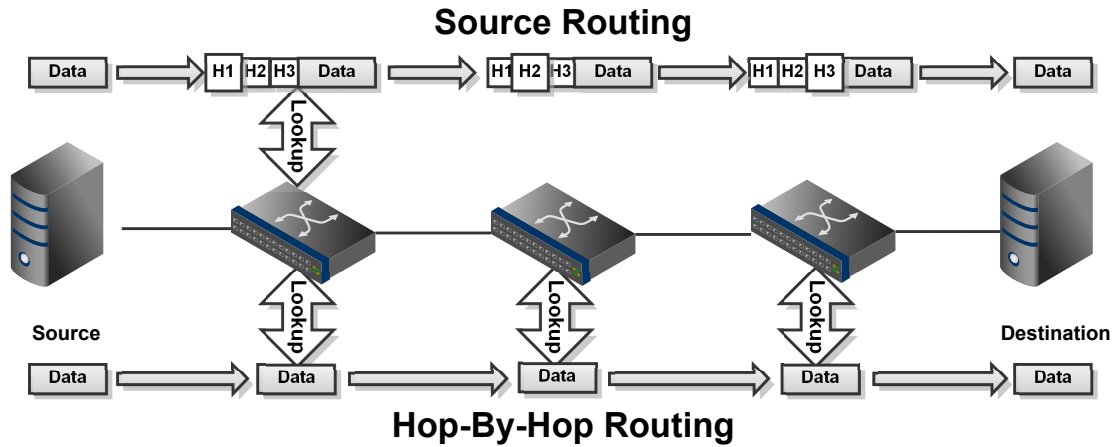 Source Routing
Data H1 H2 H3 Data H1 H2 H3 Data H1 H2 H3 Data Data
Lookup
Lookup Lookup Lookup
Source Destination
Data Data Data Data Data
Hop-By-Hop Routing